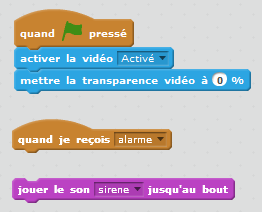 quand pressé
activer la vidéo Activé
mettre la transparence vidéo à 0 %
quand je reçois alarme
jouer le son sirene jusqu'au bout